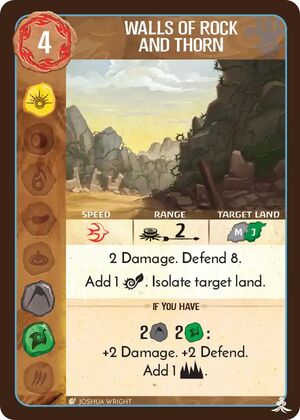 4
WALLS OF ROCK
AND THORN
SPEED RANGE TARGET LAND
2 M J
2 Damage. Defend 8.
Add 1 . Isolate target land.
IF YOU HAVE
2 2 :
+2 Damage. +2 Defend.
Add 1 .
JOSHUA WRIGHT